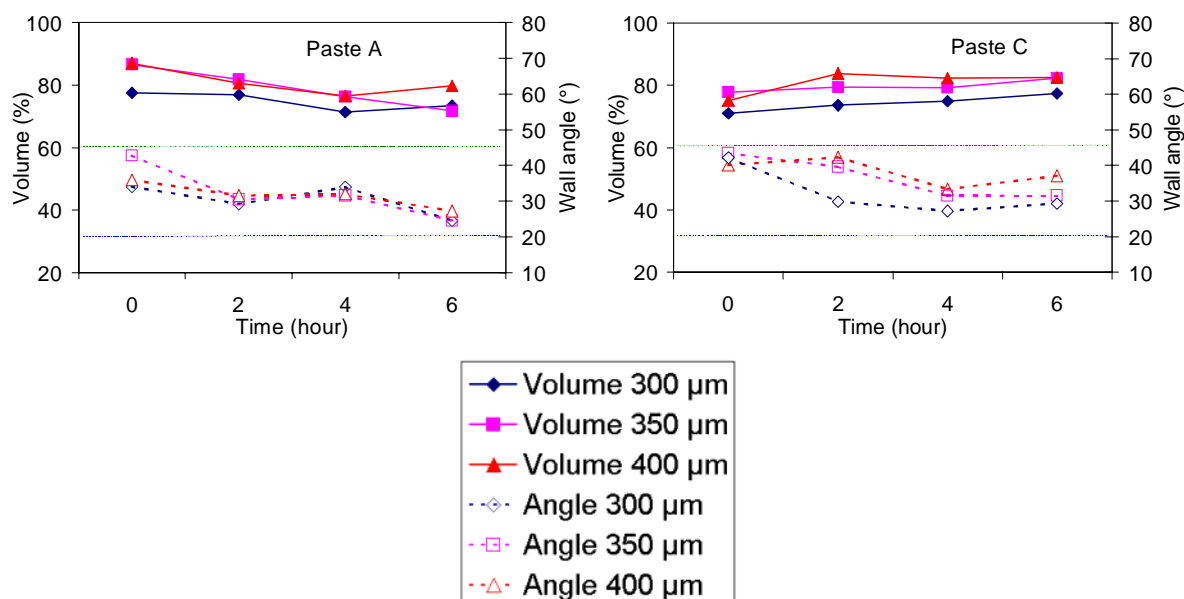 Paste A
100
80
60
40
20
Volume (%)
80
70
60
50
40
30
20
10
Wall angle (°)
0 2 4 6
Time (hour)
Paste C
100
80
60
40
20
Volume (%)
80
70
60
50
40
30
20
10
Wall angle (°)
0 2 4 6
Time (hour)
Volume 300 µm
Volume 350 µm
Volume 400 µm
Angle 300 µm
Angle 350 µm
Angle 400 µm